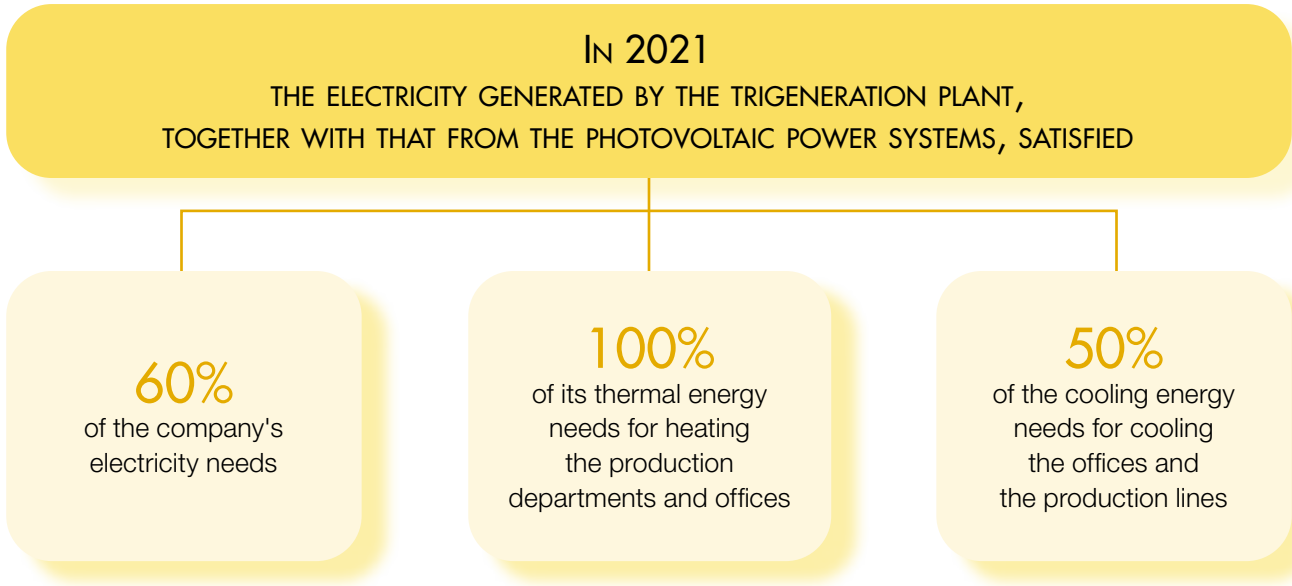 In 2021
the electricity generated by the trigeneration plant,
together with that from the photovoltaic power systems, satisfied
60%
of the company's
electricity needs
100%
of its thermal energy
needs for heating
the production
departments and offices
50%
of the cooling energy
needs for cooling
the offices and
the production lines